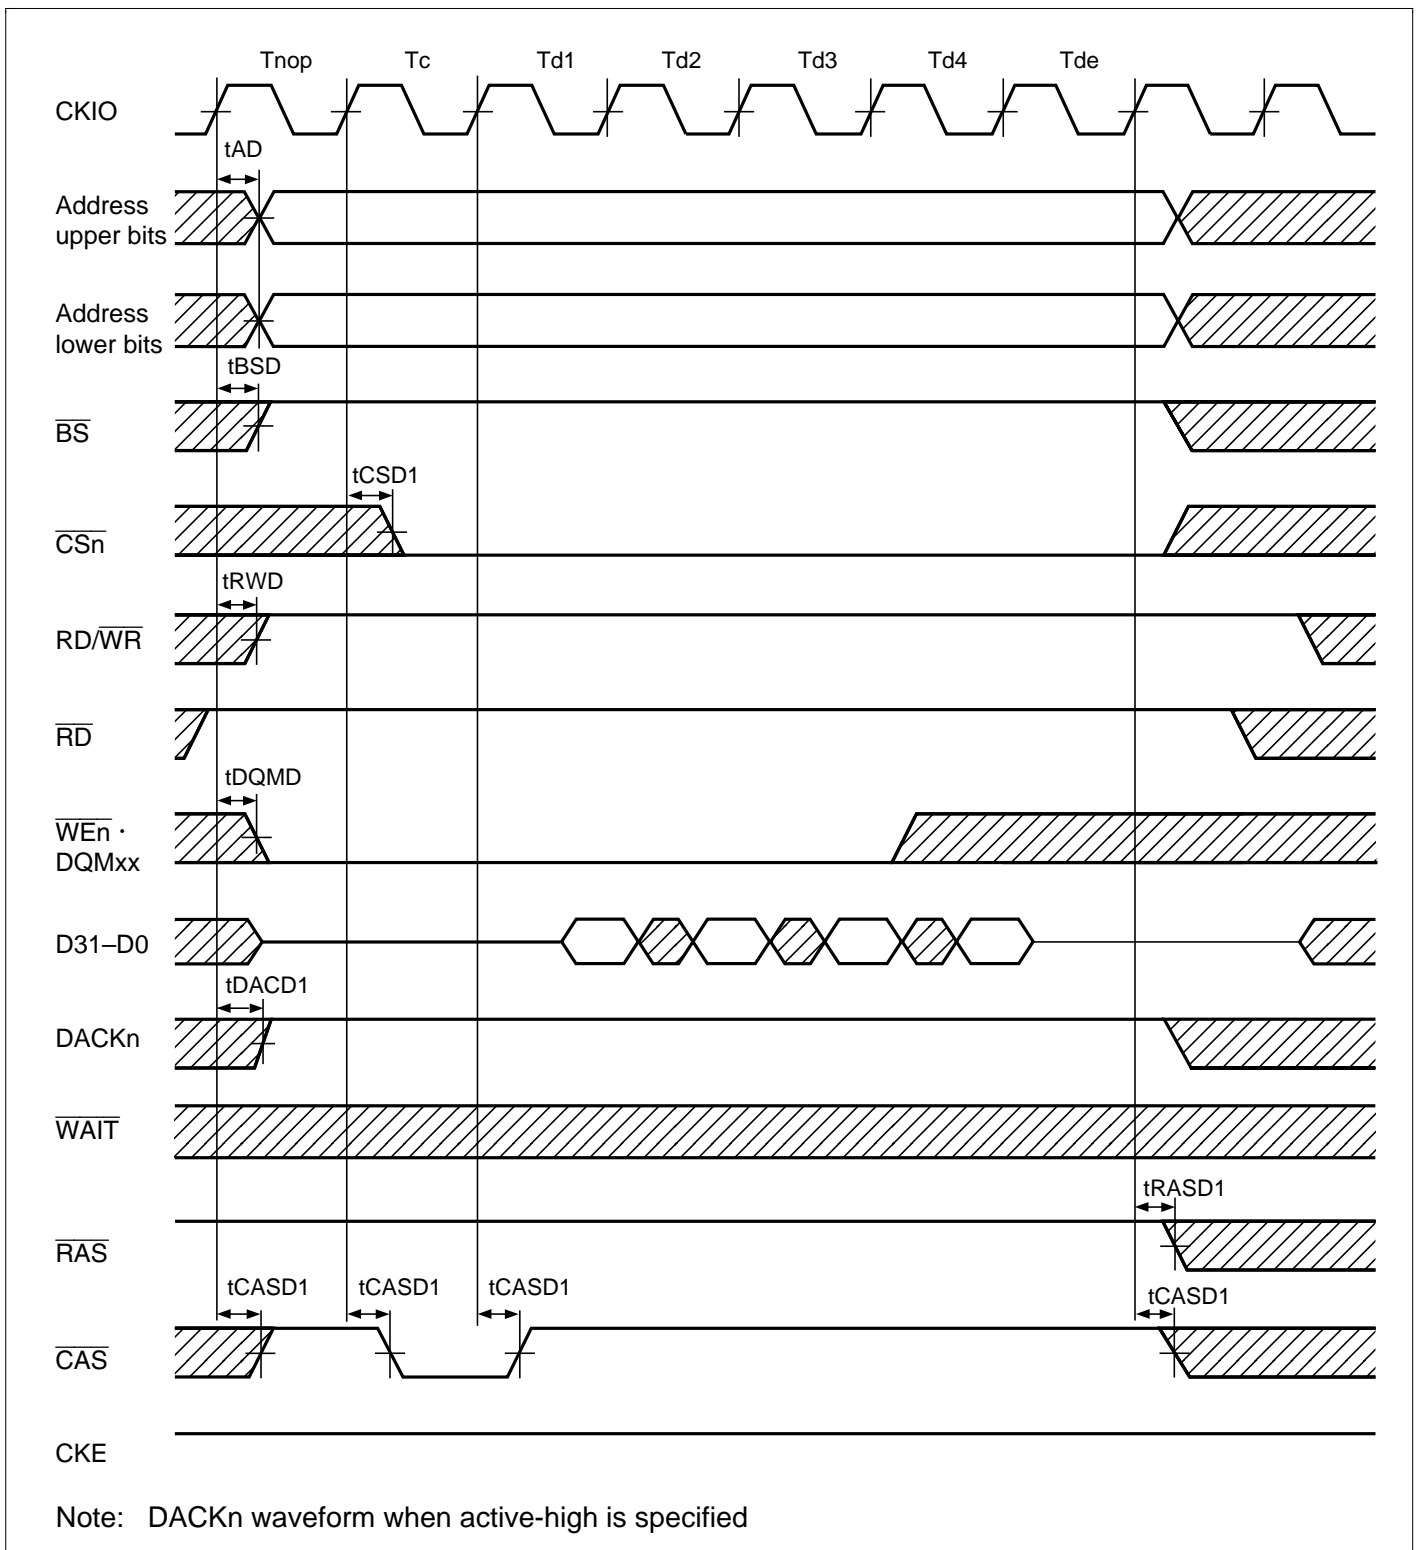 Tnop Tc Td1 Td2 Td3 Td4 Tde
CKIO
tAD
Address
upper bits
Address
lower bits
tBSD
BS
tCSD1
CSn
tRWD
RD/WR
RD
tDQMD
WEn ·
DQMxx
D31–D0
tDACD1
DACKn
WAIT
tRASD1
RAS
tCASD1 tCASD1 tCASD1 tCASD1
CAS
CKE
Note: DACKn waveform when active-high is specified